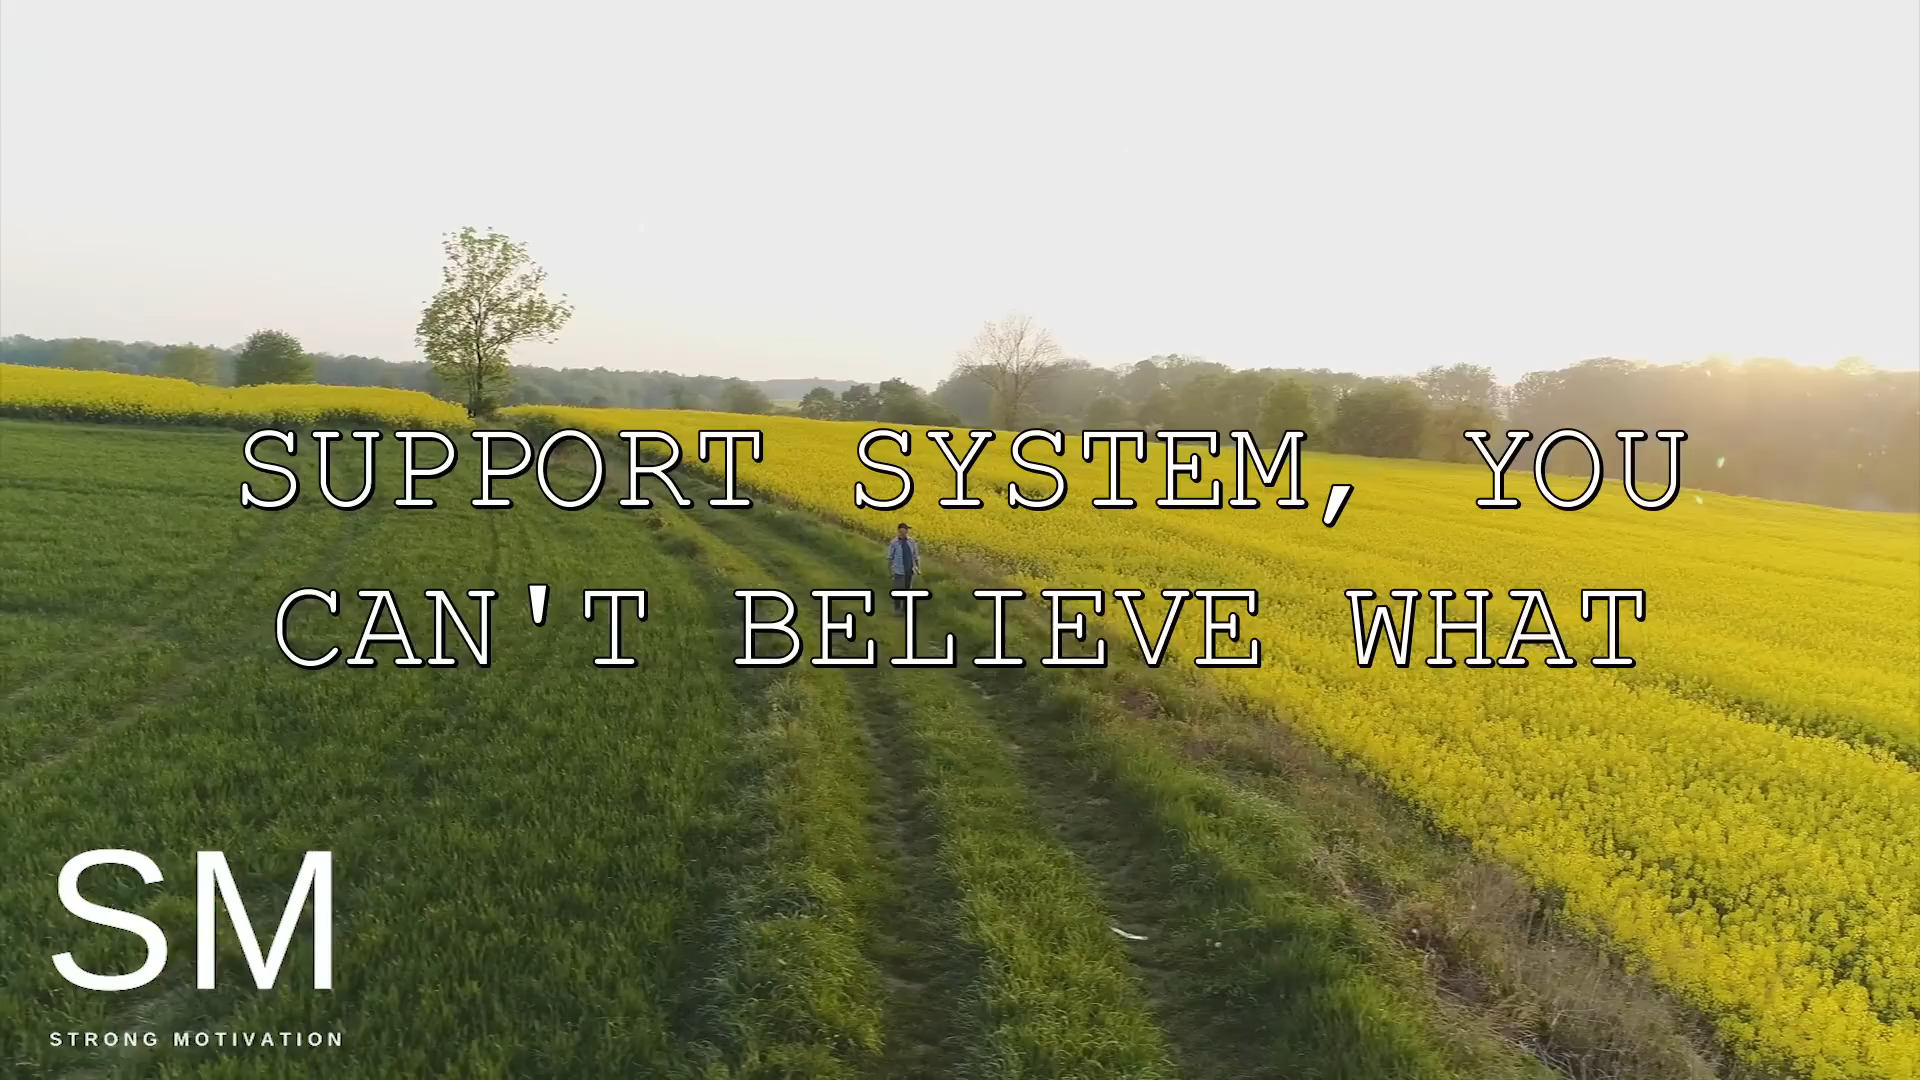 SUPPORT SYSTEM, YOU
CAN'T BELIEVE WHAT
SM
STRONG MOTIVATION